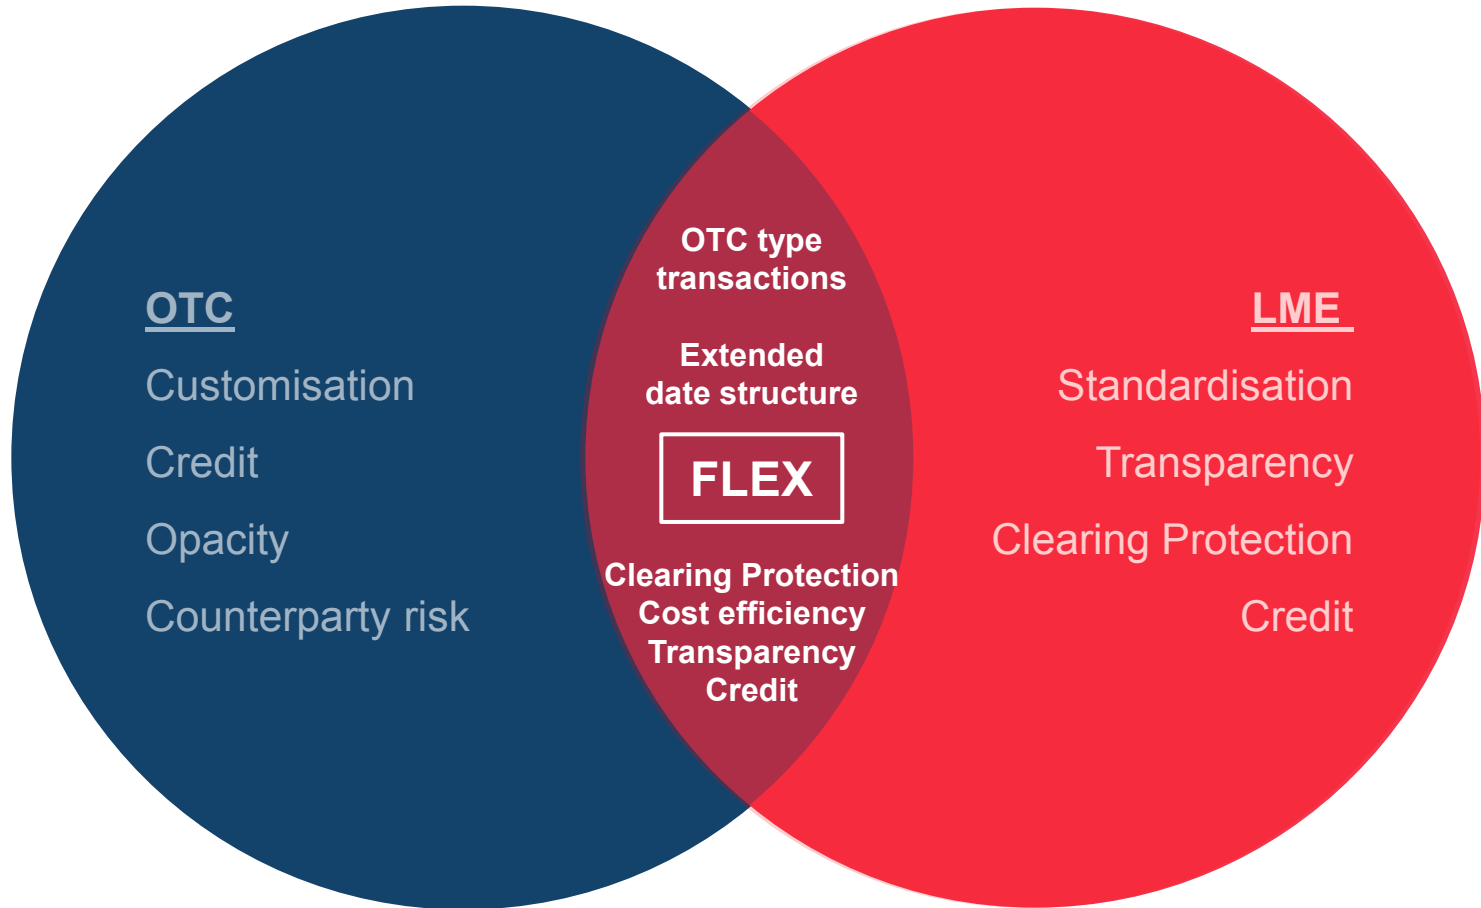 OTC
Customisation
Credit
Opacity
Counterparty risk
OTC type
transactions
Extended
date structure
FLEX
Clearing Protection
Cost efficiency
Transparency
Credit
LME
Standardisation
Transparency
Clearing Protection
Credit